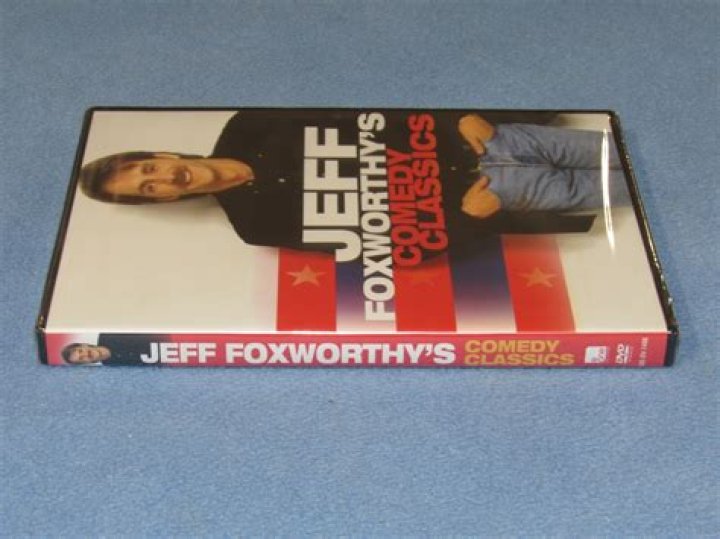 JEFF
FOXWORTHY'S
COMEDY
CLASSICS
JEFF FOXWORTHY'S COMEDY
CLASSICS
DVD